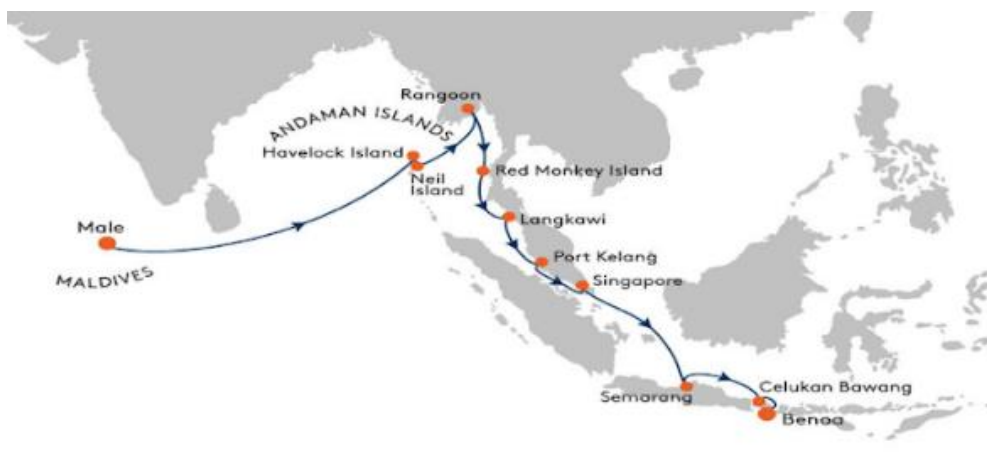 Rangoon
ANDAMAN ISLANDS
Havelock Island
Neil
Island
Red Monkey Island
Male
MALDIVES
Langkawi
Port Kelang
Singapore
Semarang
Celukan Bawang
Benoa